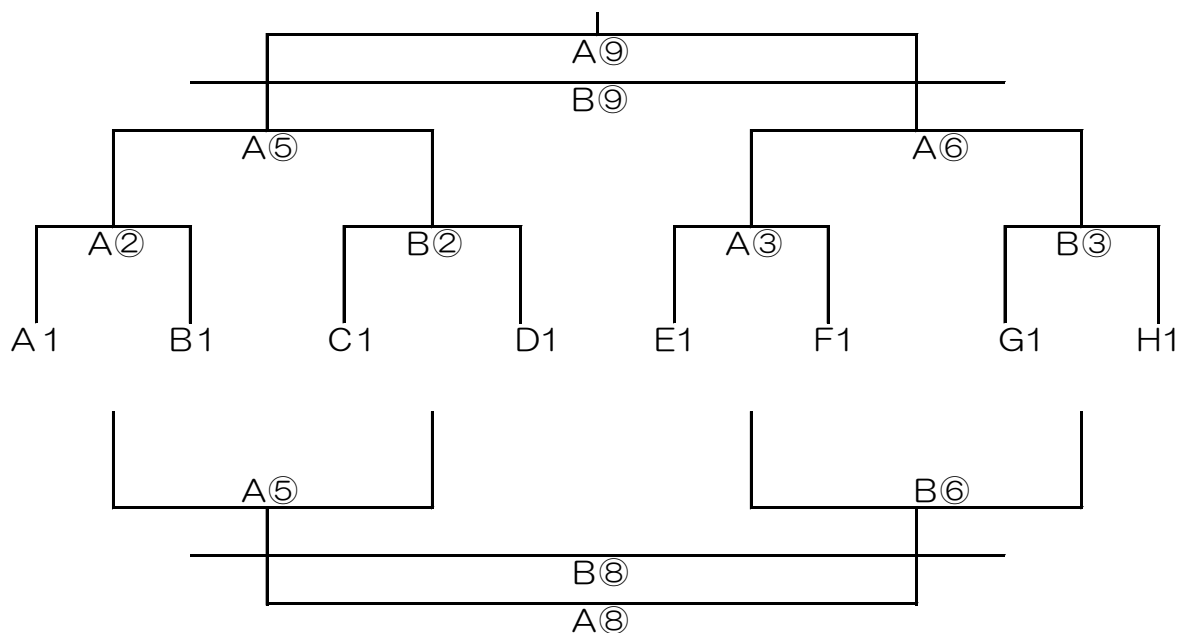 A⑨
B⑨
A⑤ A⑥
A② B② A③ B③
A1 B1 C1 D1 E1 F1 G1 H1
A⑤ B⑥
B⑧
A⑧